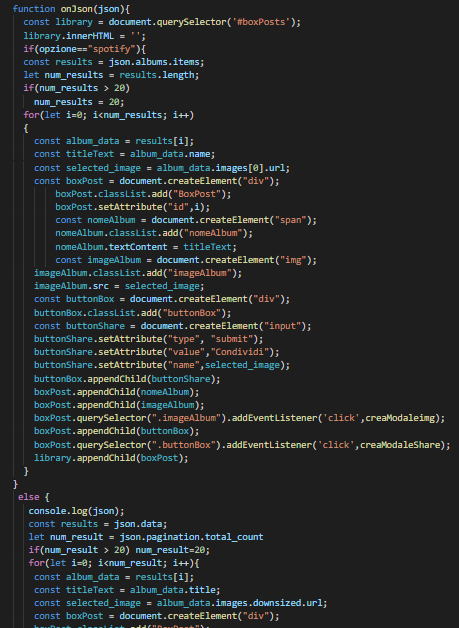 function onJson(json){
const library = document.querySelector('#boxPosts');
library.innerHTML = '';
if(opzione=="spotify"){
const results = json.albums.items;
let num_results = results.length;
if(num_results > 20)
num_results = 20;
for(let i=0; i<num_results; i++)
{
const album_data = results[i];
const titleText = album_data.name;
const selected_image = album_data.images[0].url;
const boxPost = document.createElement("div");
boxPost.classList.add("BoxPost");
boxPost.setAttribute("id",i);
const nomeAlbum = document.createElement("span");
nomeAlbum.classList.add("nomeAlbum");
nomeAlbum.textContent = titleText;
const imageAlbum = document.createElement("img");
imageAlbum.classList.add("imageAlbum");
imageAlbum.src = selected_image;
const buttonBox = document.createElement("div");
buttonBox.classList.add("buttonBox");
const buttonShare = document.createElement("input");
buttonShare.setAttribute("type", "submit");
buttonShare.setAttribute("value","Condividi");
buttonShare.setAttribute("name",selected_image);
buttonBox.appendChild(buttonShare);
boxPost.appendChild(nomeAlbum);
boxPost.appendChild(imageAlbum);
boxPost.querySelector(".imageAlbum").addEventListener('click',creaModaleimg);
boxPost.appendChild(buttonBox);
boxPost.querySelector(".buttonBox").addEventListener('click',creaModaleShare);
library.appendChild(boxPost);
}
}
else {
console.log(json);
const results = json.data;
let num_result = json.pagination.total_count
if(num_result > 20) num_result=20;
for(let i=0; i<num_result; i++){
const album_data = results[i];
const titleText = album_data.title;
const selected_image = album_data.images.downsized.url;
const boxPost = document.createElement("div");